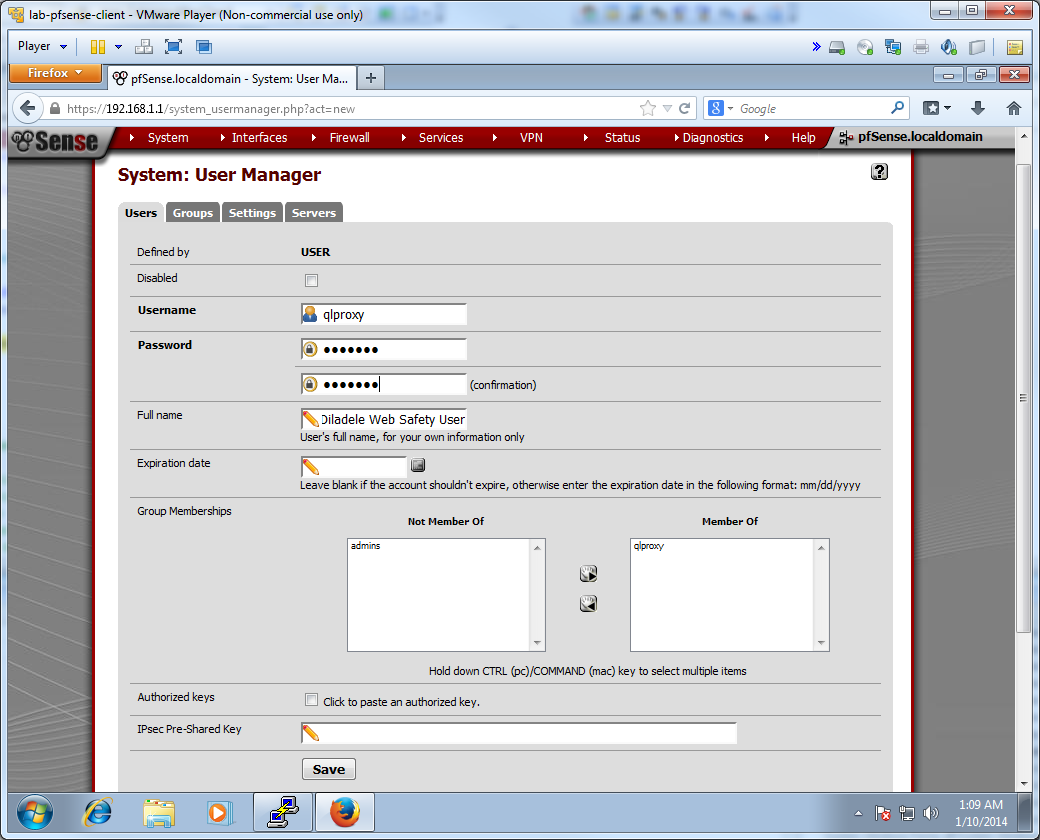 lab-pfsense-client - VMware Player (Non-commercial use only)
Player
Firefox
pfSense.localdomain - System: User Ma...
https://192.168.1.1/system_usermanager.php?act=new
Google
Sense
System Interfaces Firewall Services VPN Status Diagnostics Help pfSense.localdomain
System: User Manager
?
Users Groups Settings Servers
Defined by USER
Disabled
Username qlproxy
Password •••••••
••••••• (confirmation)
Full name Diladele Web Safety User
User's full name, for your own information only
Expiration date
Leave blank if the account shouldn't expire, otherwise enter the expiration date in the following format: mm/dd/yyyy
Group Memberships
Not Member Of Member Of
admins qlproxy
Hold down CTRL (pc)/COMMAND (mac) key to select multiple items
Authorized keys Click to paste an authorized key.
IPsec Pre-Shared Key
Save
1:09 AM
1/10/2014